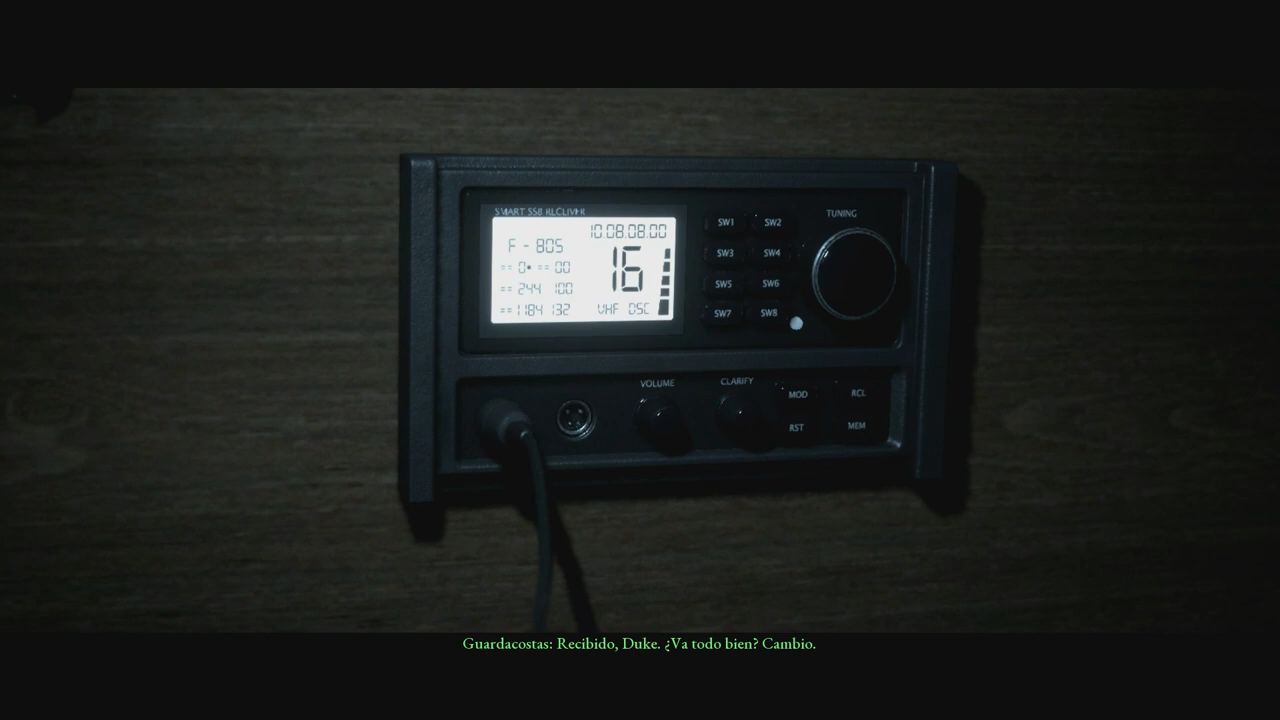 SMART SSB RECLIVER
10:08:08:00
F - 805
16
== 0• == 00
== 244 100
==1184 132
VHF DSC
SW1 SW2
SW3 SW4
SW5 SW6
SW7 SW8
TUNING
VOLUME
CLARIFY
MOD RCL
RST MEM
Guardacostas: Recibido, Duke. ¿Va todo bien? Cambio.